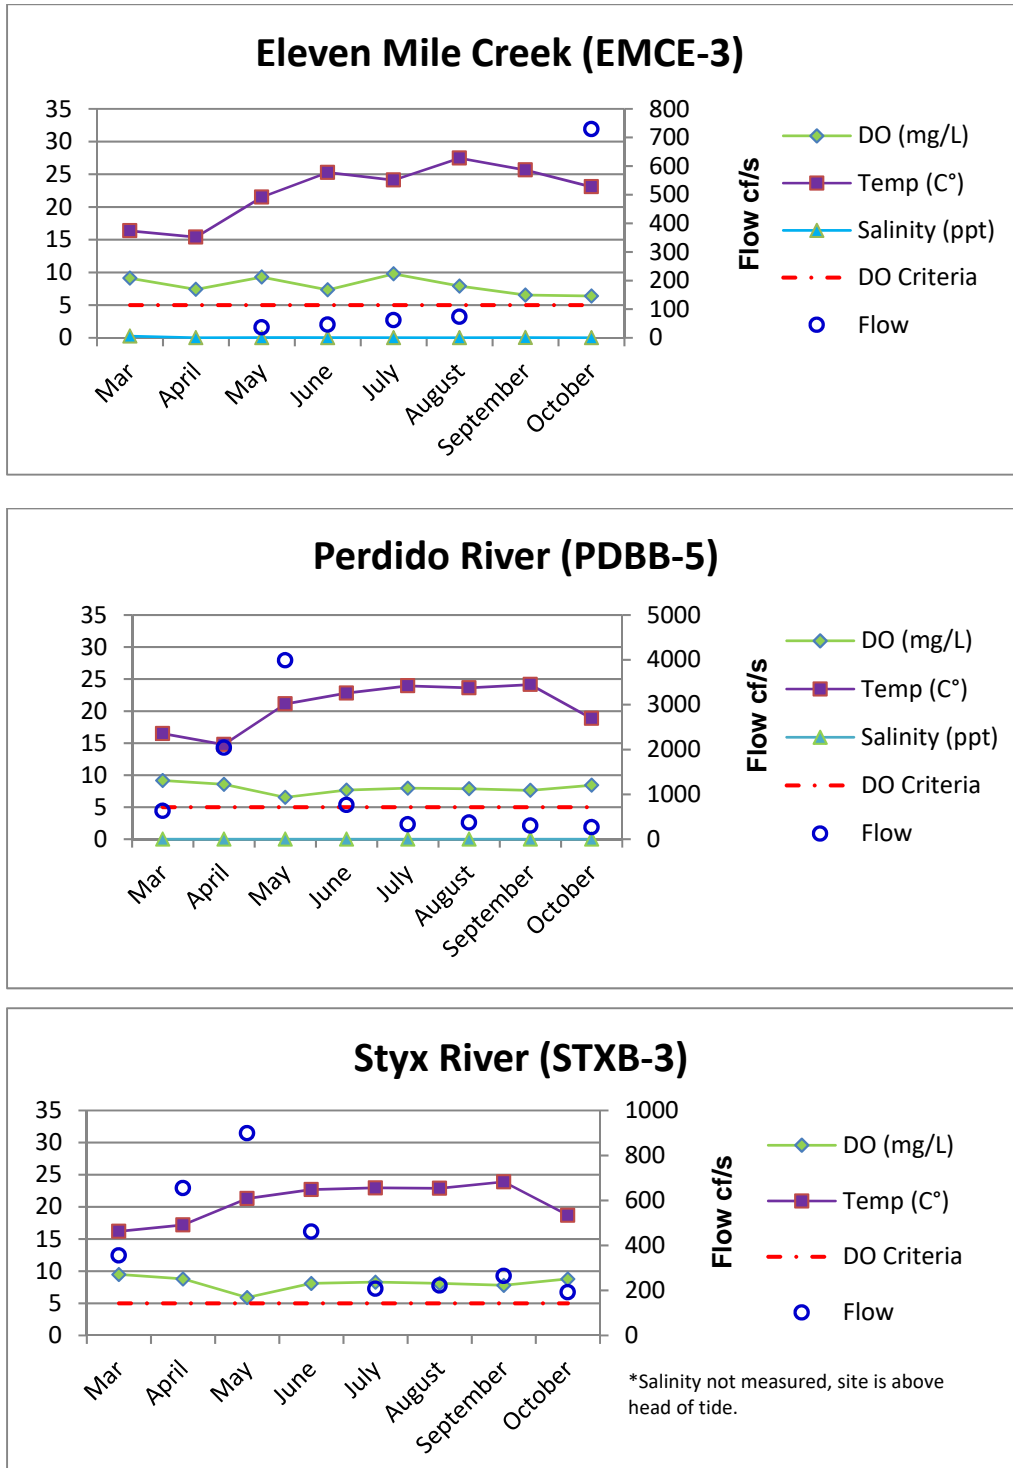 Eleven Mile Creek (EMCE-3)
35
30
25
20
15
10
5
0
800
700
600
500
400
300
200
100
0
Flow cf/s
Mar
April
May
June
July
August
September
October
DO (mg/L)
Temp (C°)
Salinity (ppt)
DO Criteria
Flow
Perdido River (PDBB-5)
35
30
25
20
15
10
5
0
5000
4000
3000
2000
1000
0
Flow cf/s
Mar
April
May
June
July
August
September
October
DO (mg/L)
Temp (C°)
Salinity (ppt)
DO Criteria
Flow
Styx River (STXB-3)
35
30
25
20
15
10
5
0
1000
800
600
400
200
0
Flow cf/s
Mar
April
May
June
July
August
September
October
DO (mg/L)
Temp (C°)
DO Criteria
Flow
*Salinity not measured, site is above
head of tide.